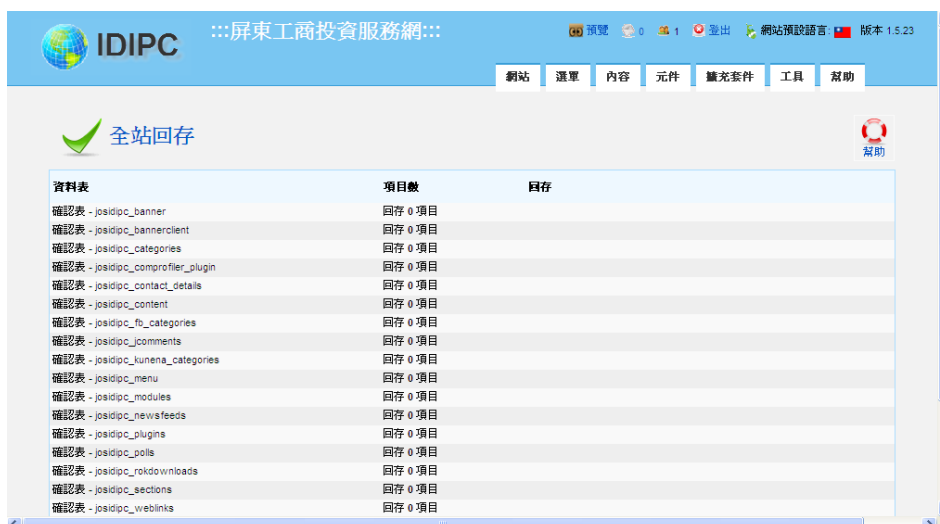 IDIPC
:::屏東工商投資服務網:::
預覽 0 1 登出 網站預設語言: 版本 1.5.23
網站 選單 內容 元件 擴充套件 工具 幫助
全站回存
幫助
資料表 項目數 回存
確認表 - josidipc_banner 回存 0 項目
確認表 - josidipc_bannerclient 回存 0 項目
確認表 - josidipc_categories 回存 0 項目
確認表 - josidipc_comprofiler_plugin 回存 0 項目
確認表 - josidipc_contact_details 回存 0 項目
確認表 - josidipc_content 回存 0 項目
確認表 - josidipc_fb_categories 回存 0 項目
確認表 - josidipc_jcomments 回存 0 項目
確認表 - josidipc_kunena_categories 回存 0 項目
確認表 - josidipc_menu 回存 0 項目
確認表 - josidipc_modules 回存 0 項目
確認表 - josidipc_newsfeeds 回存 0 項目
確認表 - josidipc_plugins 回存 0 項目
確認表 - josidipc_polls 回存 0 項目
確認表 - josidipc_rokdownloads 回存 0 項目
確認表 - josidipc_sections 回存 0 項目
確認表 - josidipc_weblinks 回存 0 項目